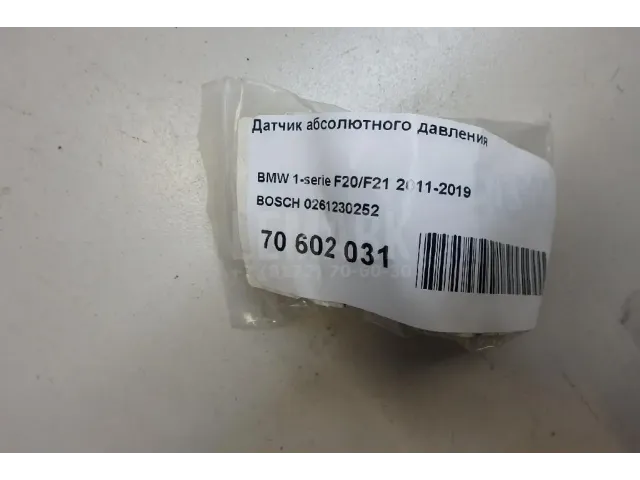 Датчик абсолютного давления
BMW 1-serie F20/F21 2011-2019
BOSCH 0261230252
70 602 031